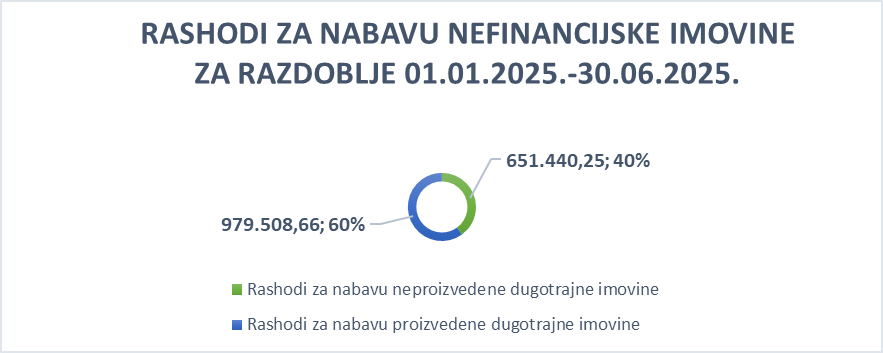 RASHODI ZA NABAVU NEFINANCIJSKE IMOVINE
ZA RAZDOBLJE 01.01.2025.-30.06.2025.
651.440,25; 40%
979.508,66; 60%
Rashodi za nabavu neproizvedene dugotrajne imovine
Rashodi za nabavu proizvedene dugotrajne imovine